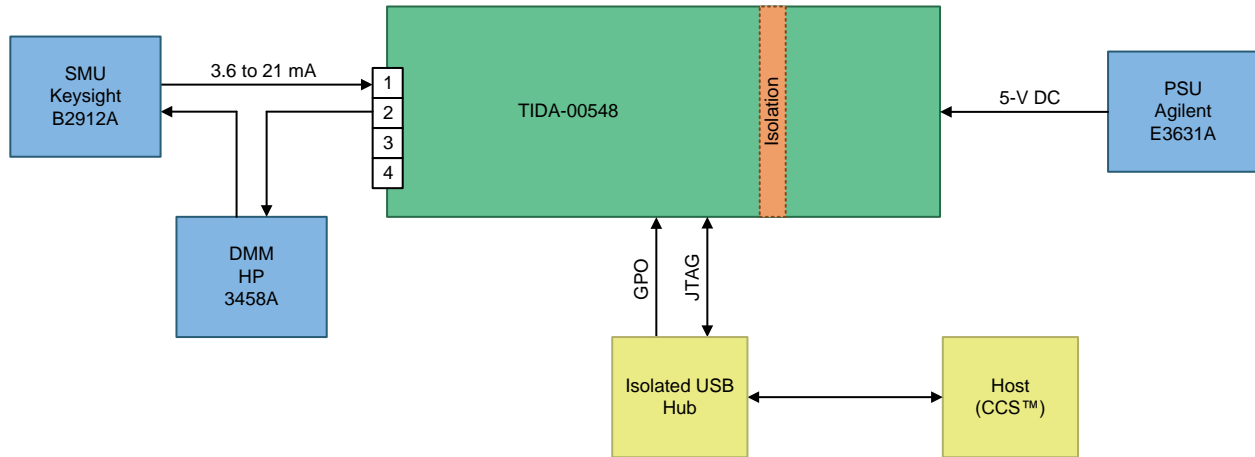 SMU
Keysight
B2912A
3.6 to 21 mA
1
2
3
4
TIDA-00548
Isolation
5-V DC
PSU
Agilent
E3631A
DMM
HP
3458A
GPO
JTAG
Isolated USB
Hub
Host
(CCS™)